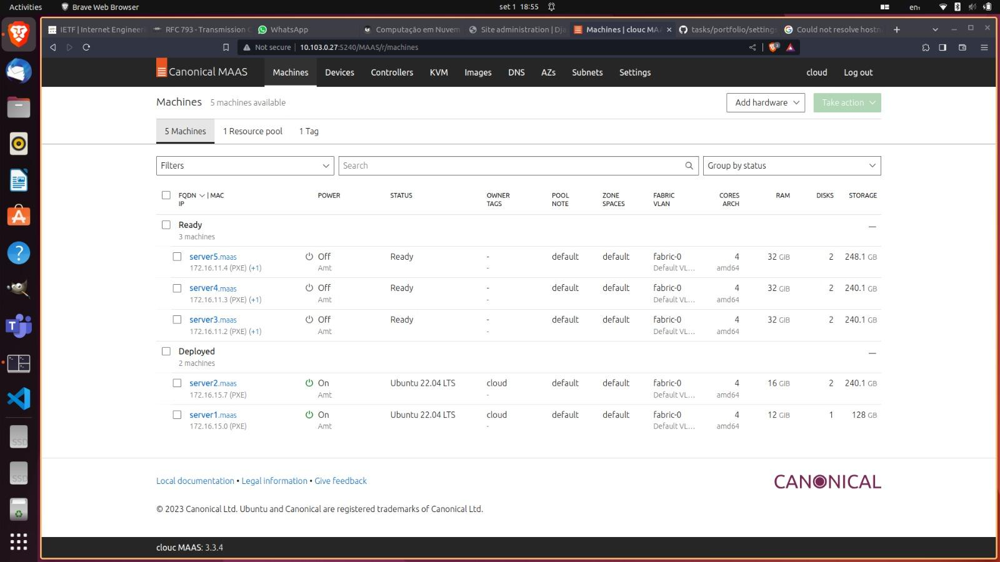 Activities
Brave Web Browser
set 1 18:55
en₁
IETF | Internet Engineeri
RFC 793 - Transmission C
WhatsApp
Computação em Nuvem
Site administration | Dja
Machines | clouc MAA
tasks/portfolio/settings
Could not resolve hostn
Not secure
10.103.0.27:5240/MAAS/r/machines
Canonical MAAS
Machines
Devices
Controllers
KVM
Images
DNS
AZs
Subnets
Settings
cloud
Log out
Machines 5 machines available
Add hardware
Take action
5 Machines
1 Resource pool
1 Tag
Filters
Search
Group by status
FQDN | MAC POWER STATUS OWNER POOL ZONE FABRIC CORES RAM DISKS STORAGE
IP TAGS NOTE SPACES VLAN ARCH
Ready
3 machines
server5.maas Off Ready - default default fabric-0 4 32 GIB 2 248.1 GB
172.16.11.4 (PXE) (+1) Amt - Default VL... amd64
server4.maas Off Ready - default default fabric-0 4 32 GIB 2 240.1 GB
172.16.11.3 (PXE) (+1) Amt - Default VL... amd64
server3.maas Off Ready - default default fabric-0 4 32 GIB 2 240.1 GB
172.16.11.2 (PXE) (+1) Amt - Default VL... amd64
Deployed
2 machines
server2.maas On Ubuntu 22.04 LTS cloud default default fabric-0 4 16 GIB 2 240.1 GB
172.16.15.7 (PXE) Amt - Default VL... amd64
server1.maas On Ubuntu 22.04 LTS cloud default default fabric-0 4 12 GIB 1 128 GB
172.16.15.0 (PXE) Amt - Default VL... amd64
Local documentation • Legal information • Give feedback
CANONICAL
© 2023 Canonical Ltd. Ubuntu and Canonical are registered trademarks of Canonical Ltd.
clouc MAAS: 3.3.4
SSD
SSD